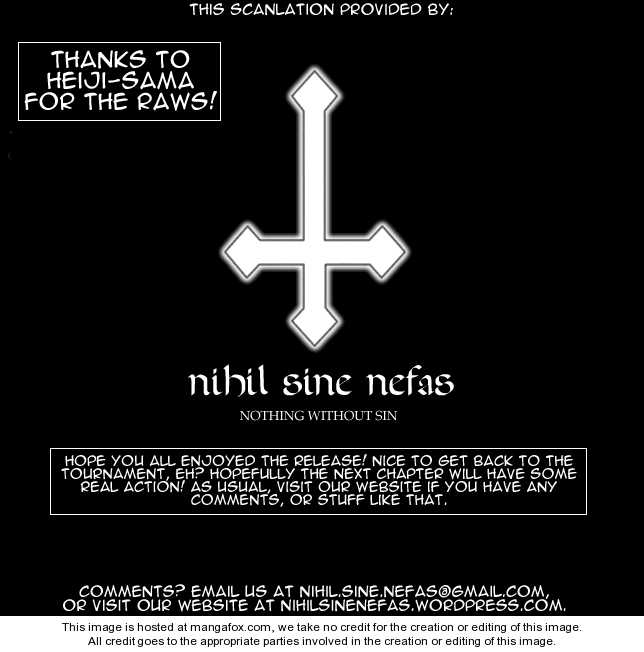 THIS SCANLATION PROVIDED BY:
THANKS TO
HEIJI-SAMA
FOR THE RAWS!
nihil sine nefas
NOTHING WITHOUT SIN
HOPE YOU ALL ENJOYED THE RELEASE! NICE TO GET BACK TO THE
TOURNAMENT, EH? HOPEFULLY THE NEXT CHAPTER WILL HAVE SOME
REAL ACTION! AS USUAL, VISIT OUR WEBSITE IF YOU HAVE ANY
COMMENTS, OR STUFF LIKE THAT.
COMMENTS? EMAIL US AT NIHIL.SINE.NEFAS@GMAIL.COM,
OR VISIT OUR WEBSITE AT NIHILSINENEFAS.WORDPRESS.COM.
This image is hosted at mangafox.com, we take no credit for the creation or editing of this image.
All credit goes to the appropriate parties involved in the creation or editing of this image.